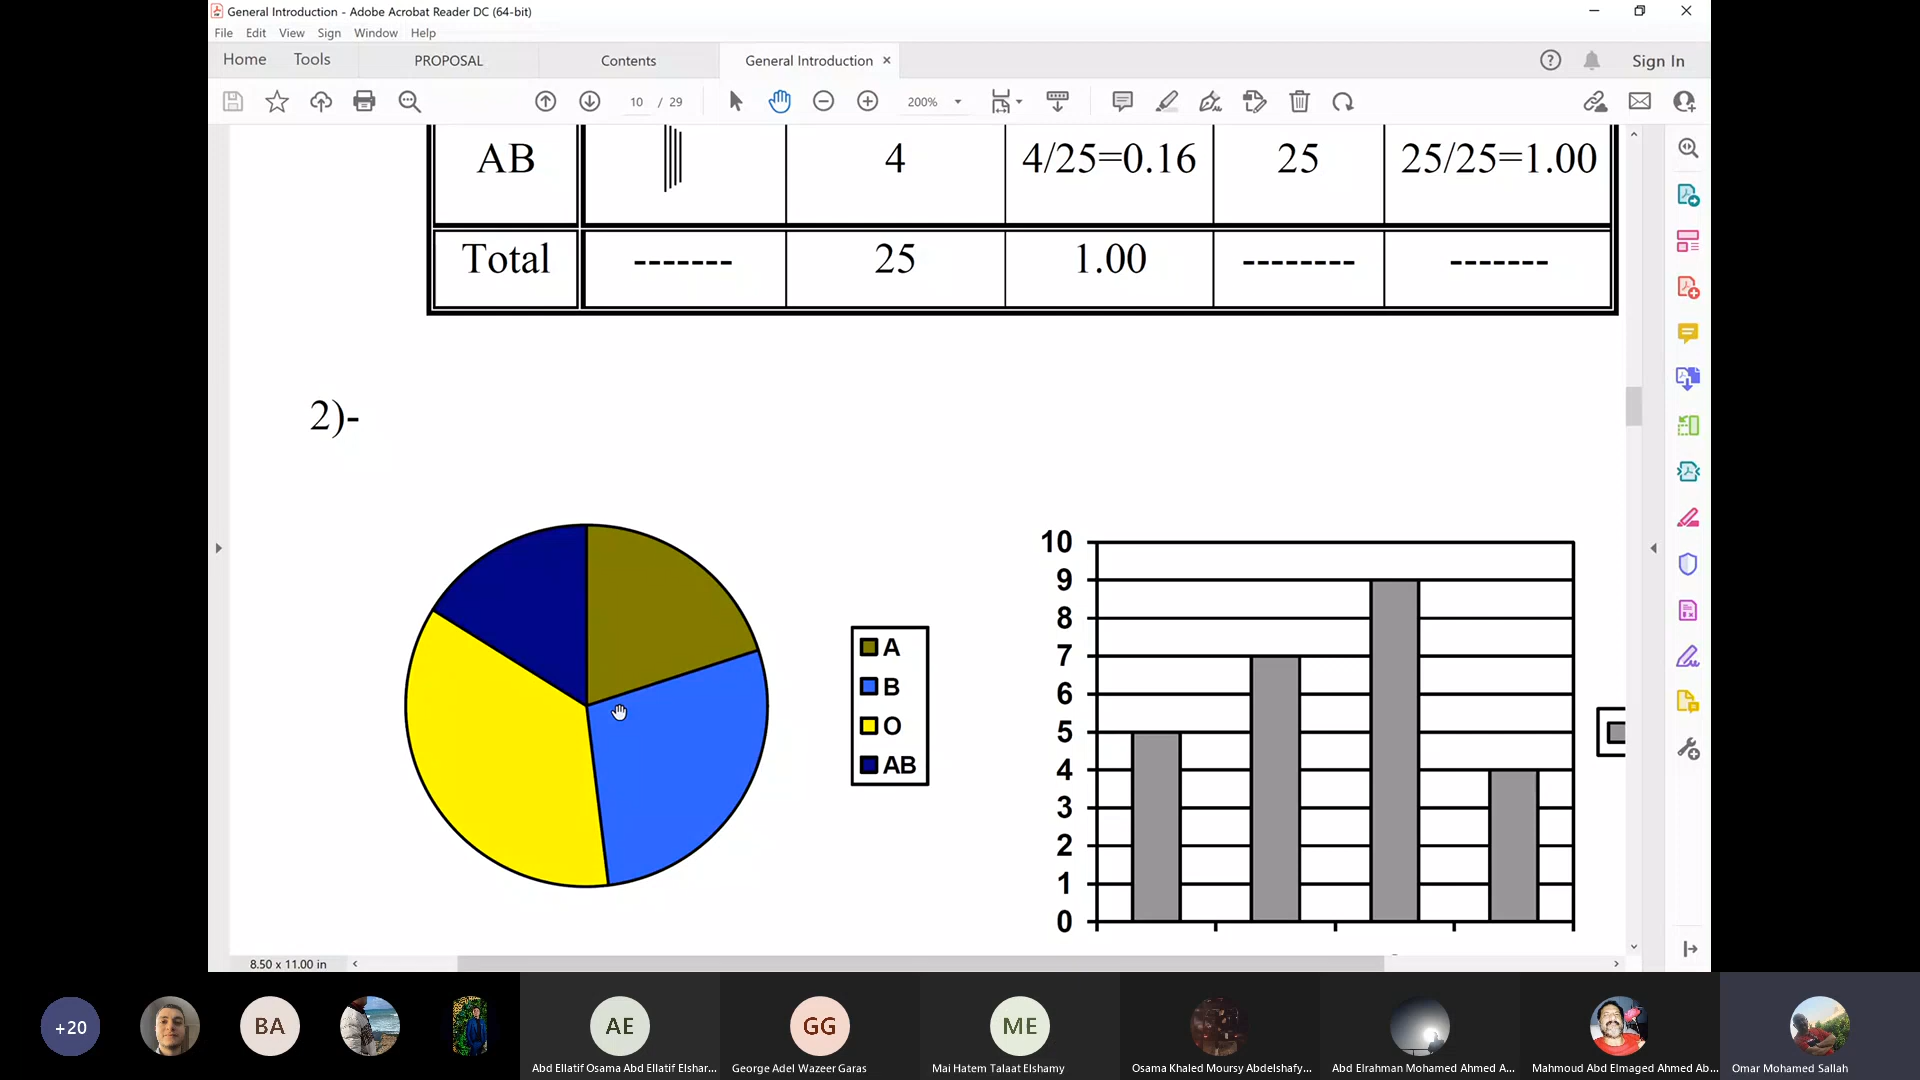 General Introduction - Adobe Acrobat Reader DC (64-bit)
File Edit View Sign Window Help
Home Tools PROPOSAL Contents General Introduction × Sign In
10 / 29 200%
AB 4 4/25=0.16 25 25/25=1.00
Total ------- 25 1.00 -------- -------
2)-
A
B
O
AB
10
9
8
7
6
5
4
3
2
1
0
8.50 x 11.00 in
+20 BA AE GG ME
Abd Ellatif Osama Abd Ellatif Elshar... George Adel Wazeer Garas Mai Hatem Talaat Elshamy Osama Khaled Moursy Abdelshafy... Abd Elrahman Mohamed Ahmed A... Mahmoud Abd Elmaged Ahmed Ab... Omar Mohamed Sallah